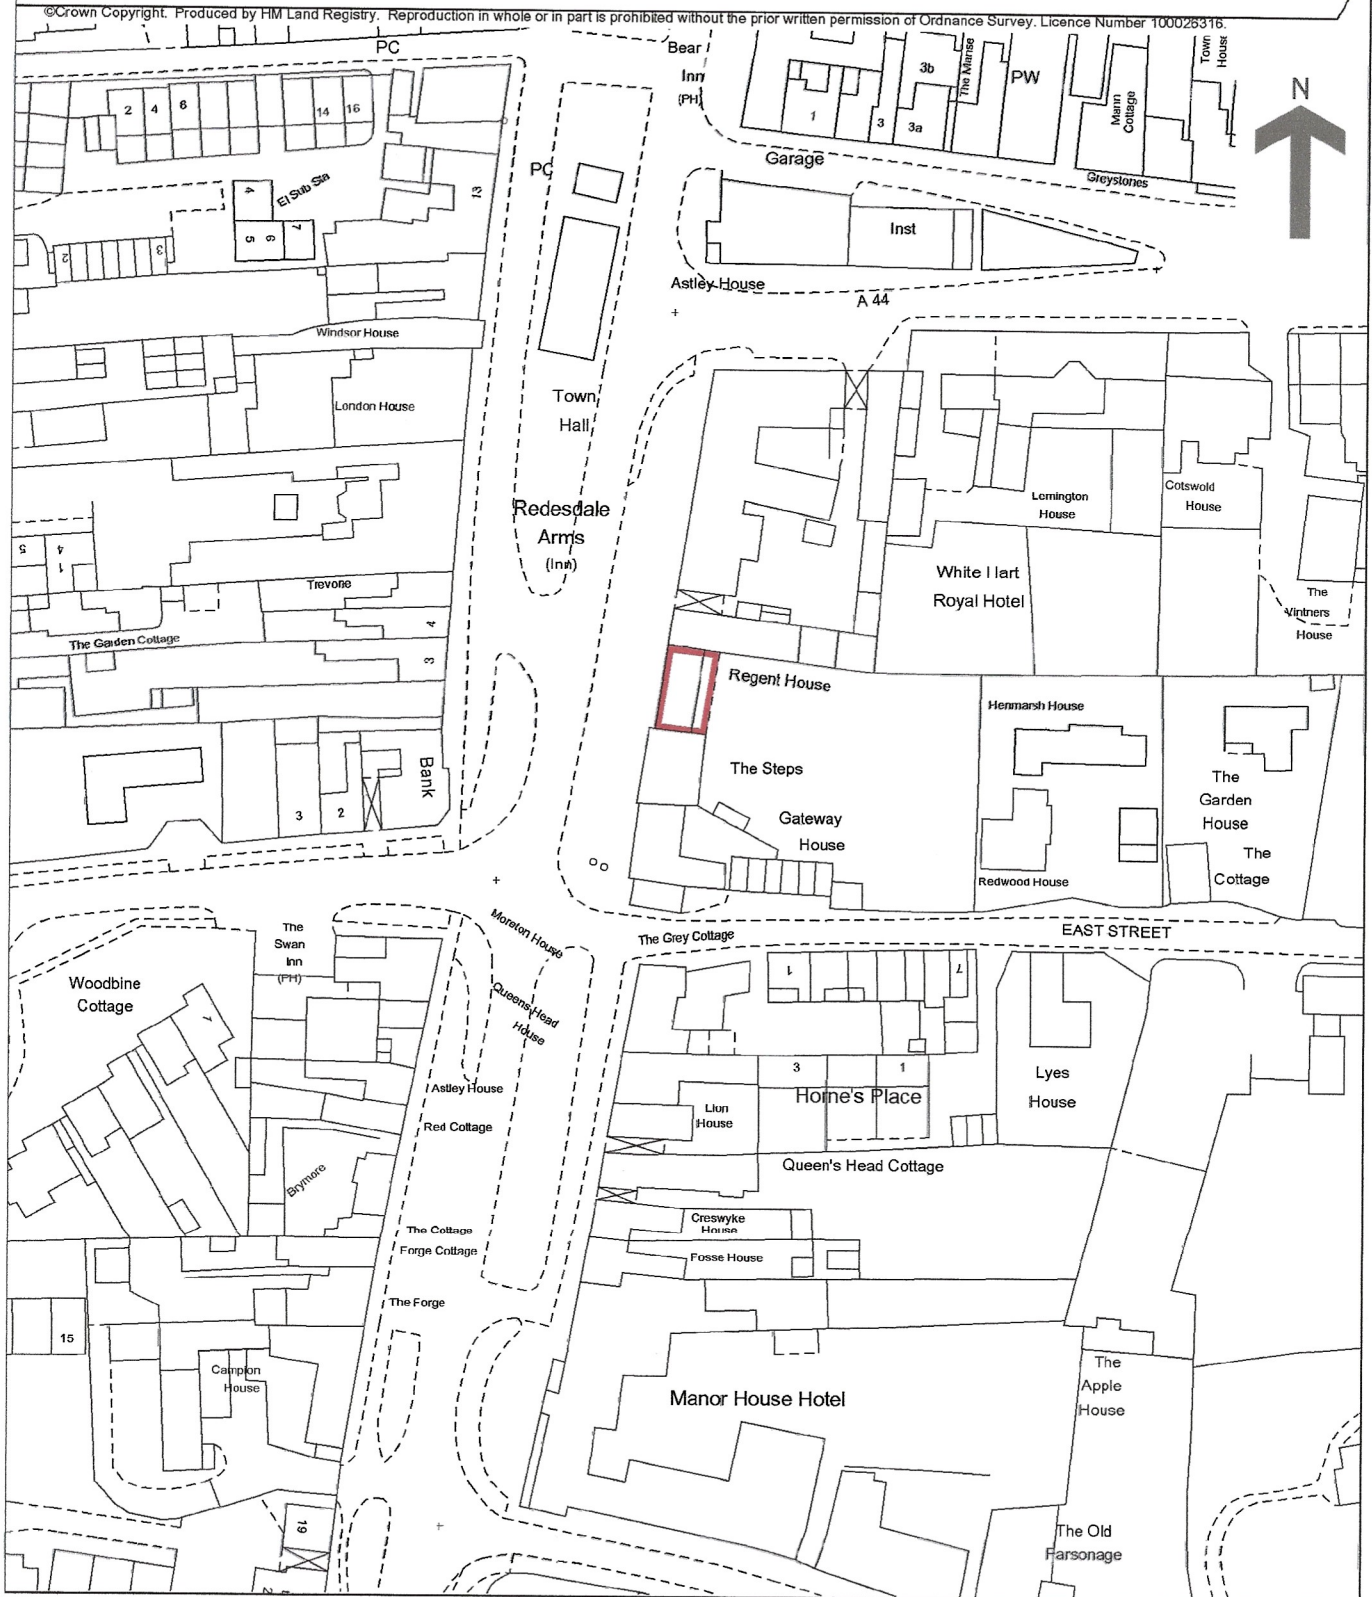 ©Crown Copyright. Produced by HM Land Registry. Reproduction in whole or in part is prohibited without the prior written permission of Ordnance Survey. Licence Number 100026316.
PC
Bear
Inn
(PH)
3b
The Manse
PW
Mann
Cottage
Town
House
N
2
4
6
14
16
1
3
3a
Garage
Greystones
PC
13
4
El Sub Sta
5
6
7
2
3
Inst
Astley House
A 44
Windsor House
London House
Town
Hall
Redesdale
Arms
(Inn)
Lemington
House
Cotswold
House
5
4
1
Trevone
White Hart
Royal Hotel
The
Vintners
House
The Garden Cottage
4
3
Regent House
Henmarsh House
The Steps
The
Garden
House
Bank
3
2
Gateway
House
Redwood House
The
Cottage
Moreton House
The
Swan
Inn
(PH)
The Grey Cottage
EAST STREET
Woodbine
Cottage
1
7
Queens Head
House
3
1
Astley House
Horne's Place
Lyes
House
Red Cottage
Lion
House
Queen's Head Cottage
Brymore
The Cottage
Creswyke
House
Forge Cottage
Fosse House
The Forge
15
Campion
House
The
Apple
House
Manor House Hotel
19
The Old
Parsonage
2